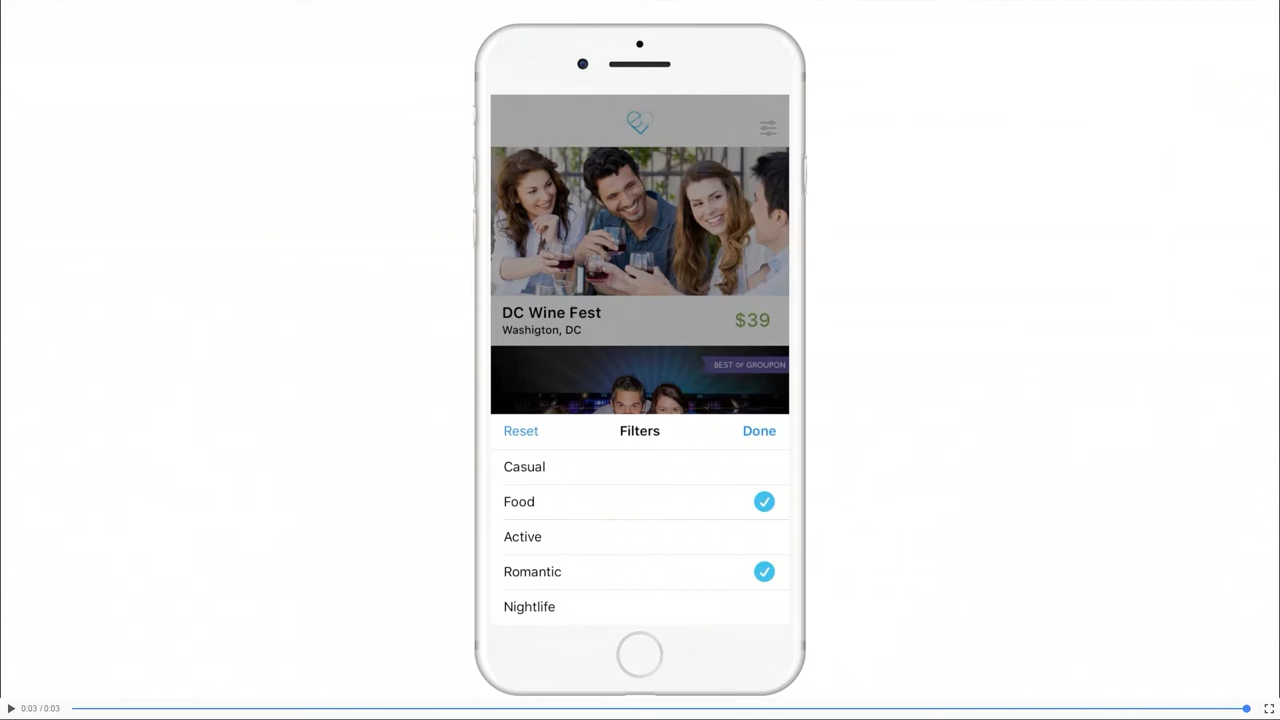 DC Wine Fest
Washigton, DC
$39
BEST OF GROUPON
Reset
Filters
Done
Casual
Food
Active
Romantic
Nightlife
0:03 / 0:03